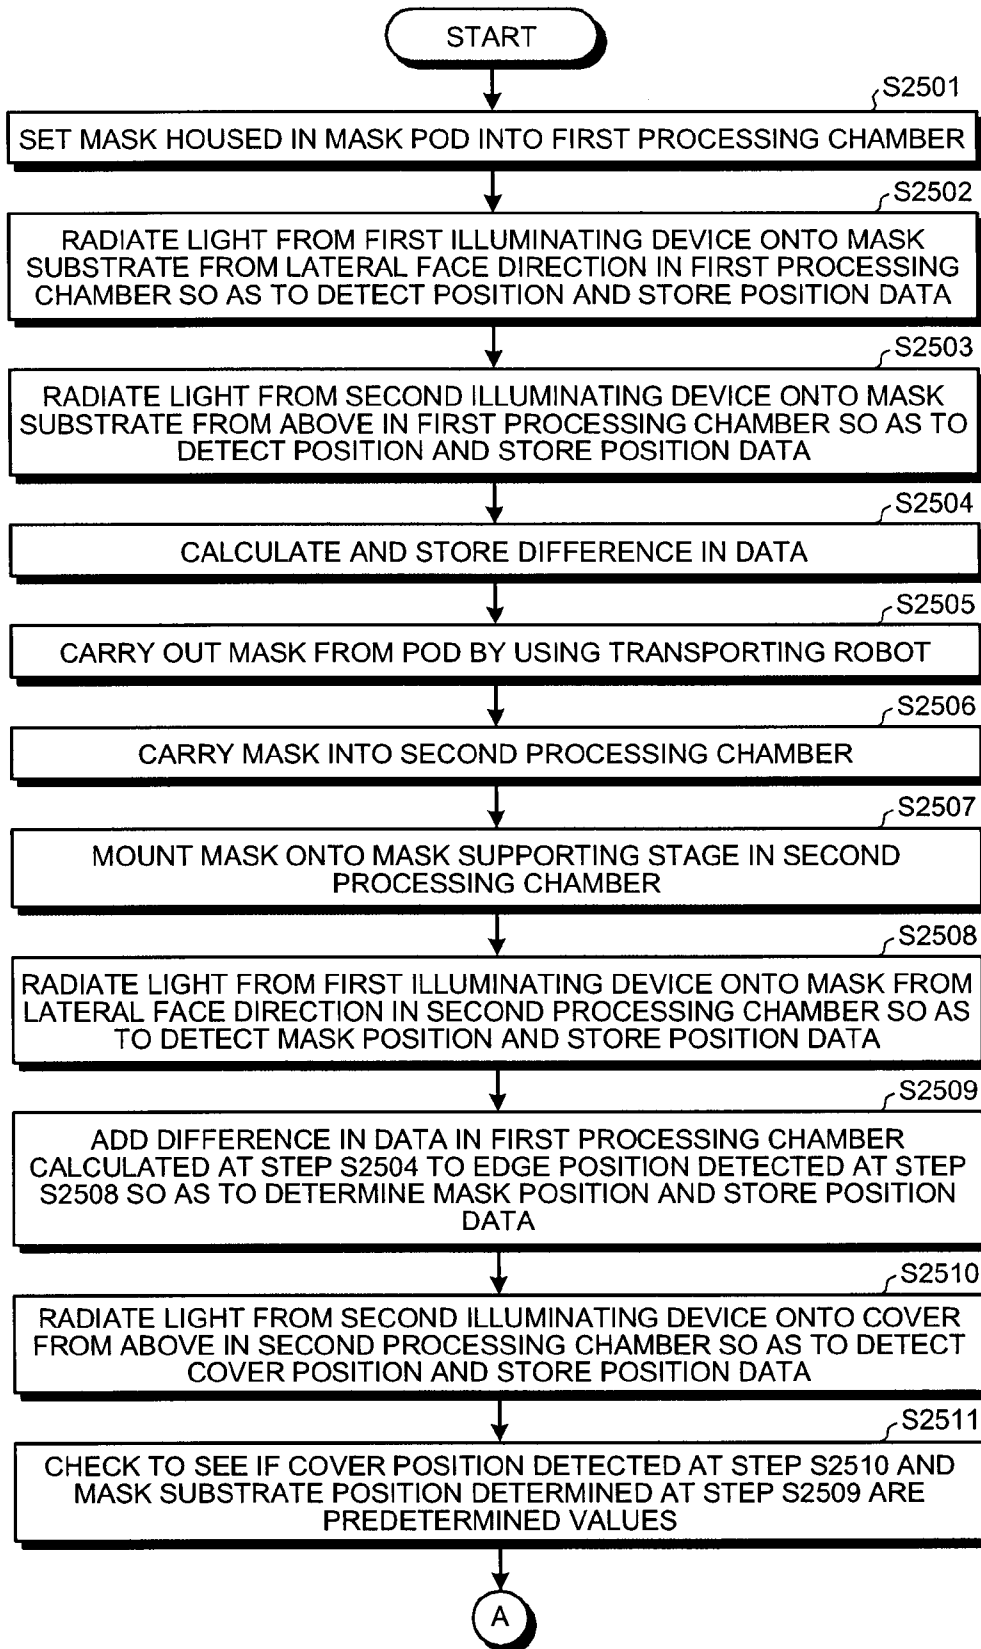 START
S2501
SET MASK HOUSED IN MASK POD INTO FIRST PROCESSING CHAMBER
S2502
RADIATE LIGHT FROM FIRST ILLUMINATING DEVICE ONTO MASK
SUBSTRATE FROM LATERAL FACE DIRECTION IN FIRST PROCESSING
CHAMBER SO AS TO DETECT POSITION AND STORE POSITION DATA
S2503
RADIATE LIGHT FROM SECOND ILLUMINATING DEVICE ONTO MASK
SUBSTRATE FROM ABOVE IN FIRST PROCESSING CHAMBER SO AS TO
DETECT POSITION AND STORE POSITION DATA
S2504
CALCULATE AND STORE DIFFERENCE IN DATA
S2505
CARRY OUT MASK FROM POD BY USING TRANSPORTING ROBOT
S2506
CARRY MASK INTO SECOND PROCESSING CHAMBER
S2507
MOUNT MASK ONTO MASK SUPPORTING STAGE IN SECOND
PROCESSING CHAMBER
S2508
RADIATE LIGHT FROM FIRST ILLUMINATING DEVICE ONTO MASK FROM
LATERAL FACE DIRECTION IN SECOND PROCESSING CHAMBER SO AS
TO DETECT MASK POSITION AND STORE POSITION DATA
S2509
ADD DIFFERENCE IN DATA IN FIRST PROCESSING CHAMBER
CALCULATED AT STEP S2504 TO EDGE POSITION DETECTED AT STEP
S2508 SO AS TO DETERMINE MASK POSITION AND STORE POSITION
DATA
S2510
RADIATE LIGHT FROM SECOND ILLUMINATING DEVICE ONTO COVER
FROM ABOVE IN SECOND PROCESSING CHAMBER SO AS TO DETECT
COVER POSITION AND STORE POSITION DATA
S2511
CHECK TO SEE IF COVER POSITION DETECTED AT STEP S2510 AND
MASK SUBSTRATE POSITION DETERMINED AT STEP S2509 ARE
PREDETERMINED VALUES
A